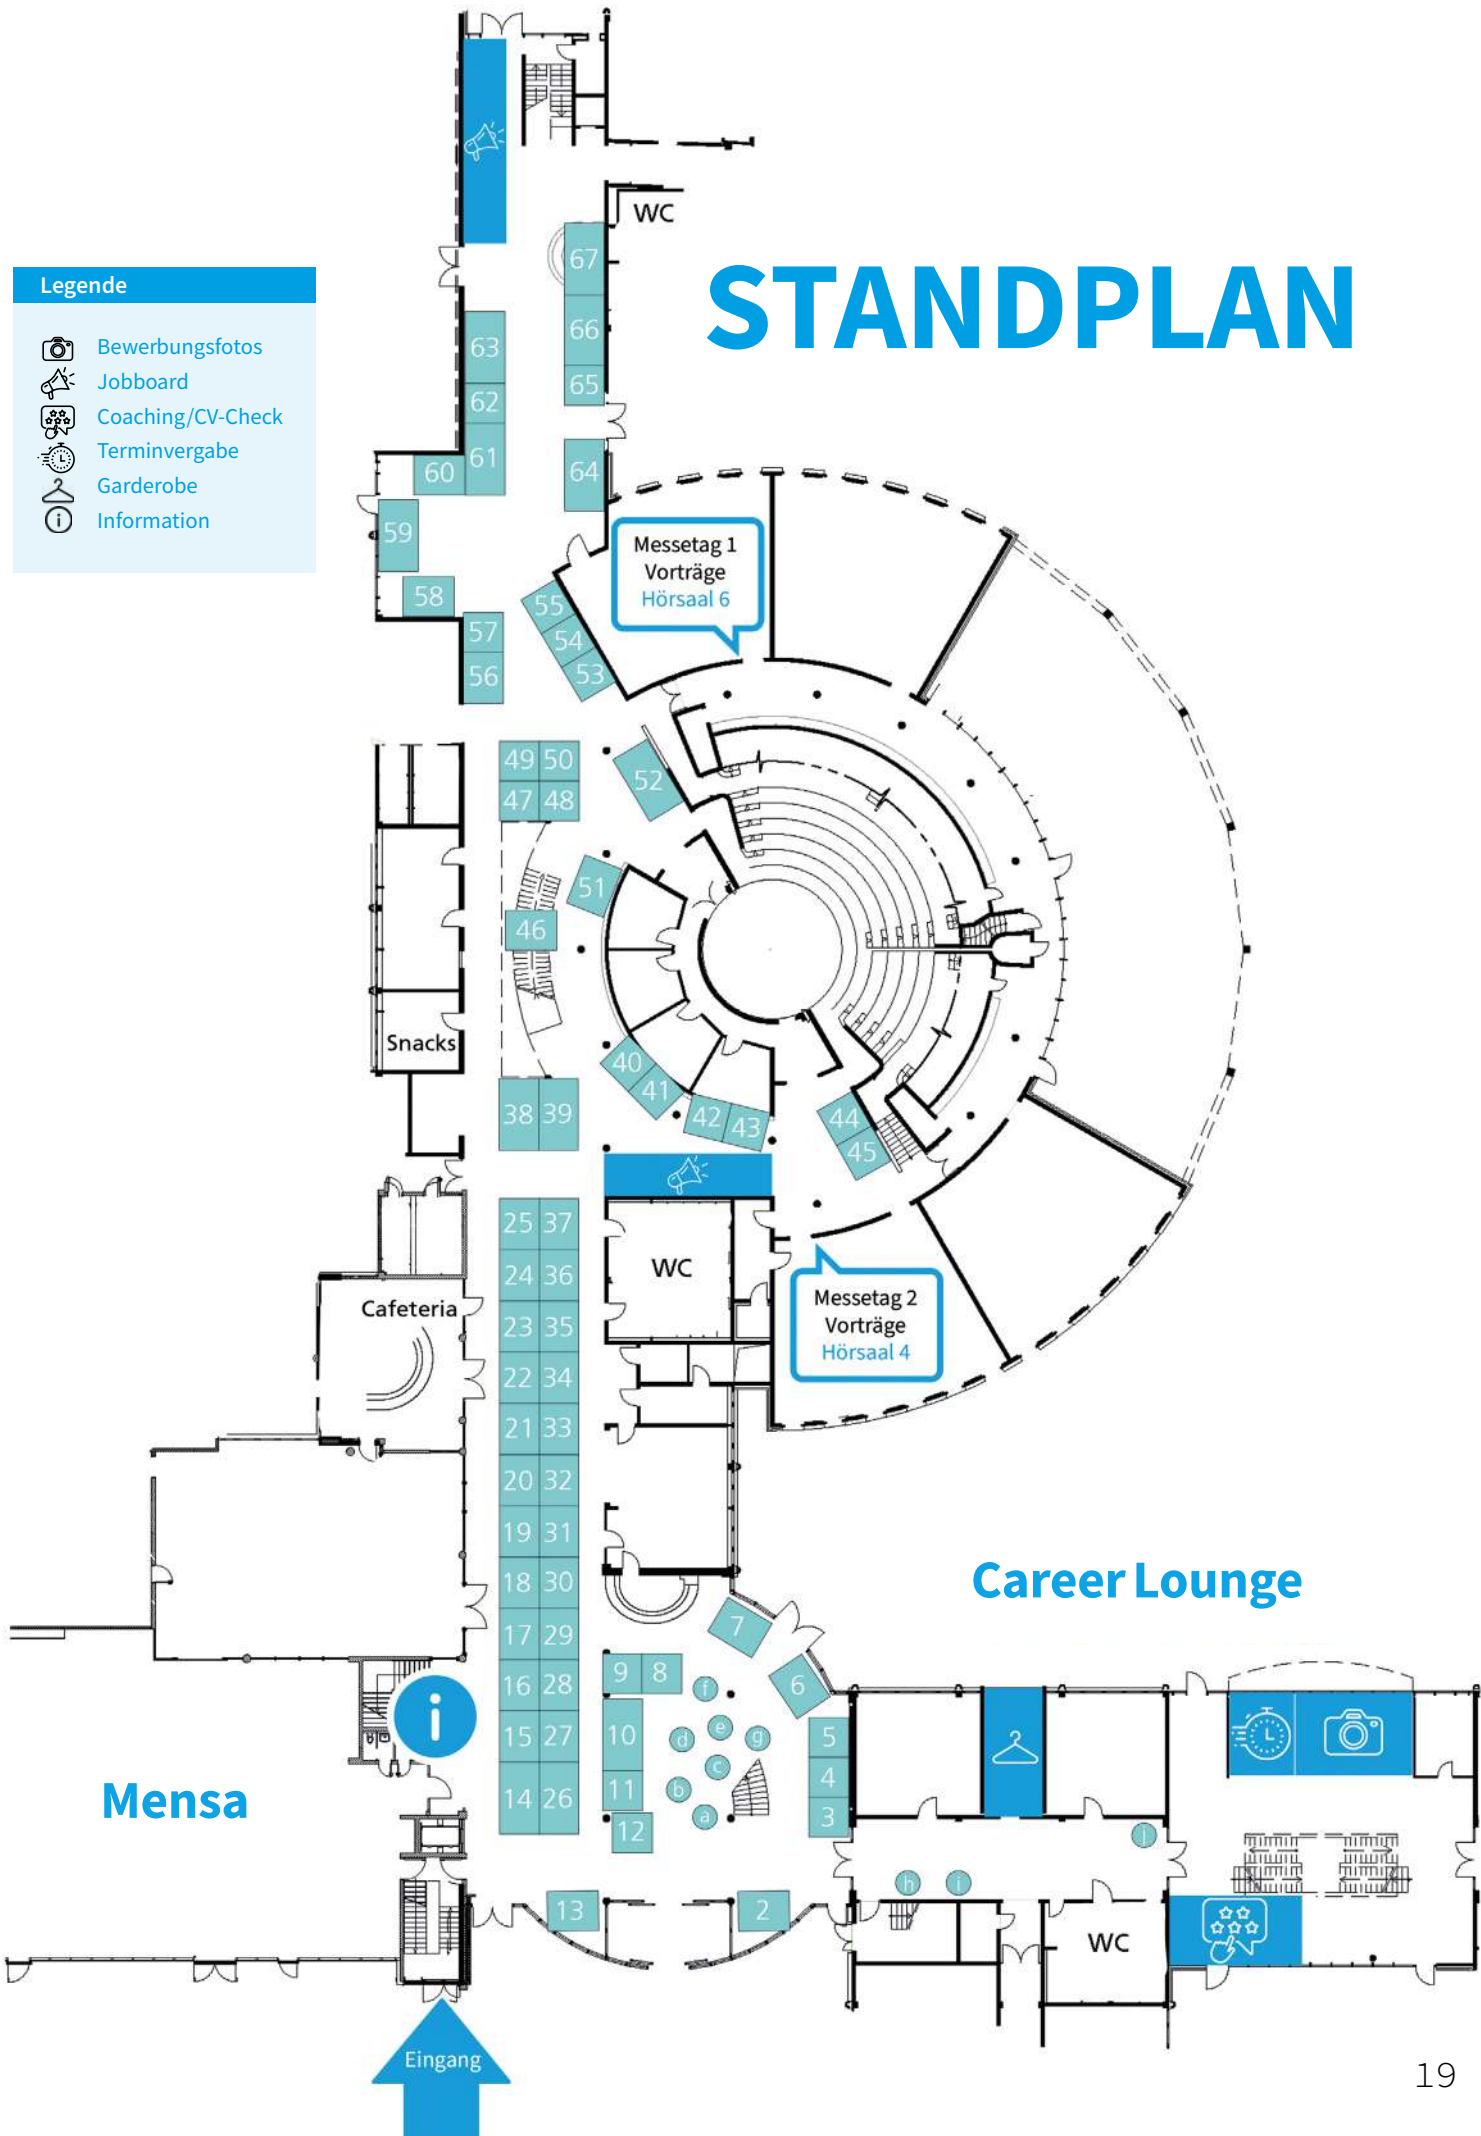 WC
67
STANDPLAN
Legende
Bewerbungsfotos
Jobboard
Coaching/CV-Check
Terminvergabe
Garderobe
Information
66
63
65
62
61
60
64
59
Messetag 1
Vorträge
Hörsaal 6
58
55
57
54
53
56
49 50
52
47 48
51
46
Snacks
40
41
38 39
42 43
44
45
25 37
24 36
WC
Cafeteria
23 35
Messetag 2
Vorträge
Hörsaal 4
22 34
21 33
20 32
19 31
18 30
Career Lounge
17 29
7
9 8
16 28
f
6
i
15 27
10
d
e
g
5
c
4
Mensa
14 26
11
b
a
3
12
j
h
i
13
2
WC
Eingang
19